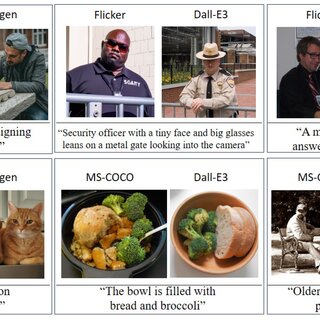 gen
Flicker
Dall-E3
Flic
igning
”
“Security officer with a tiny face and big glasses
leans on a metal gate looking into the camera”
“A m
answe
gen
MS-COCO
Dall-E3
MS-C
on
”
“The bowl is filled with
bread and broccoli”
“Older
p